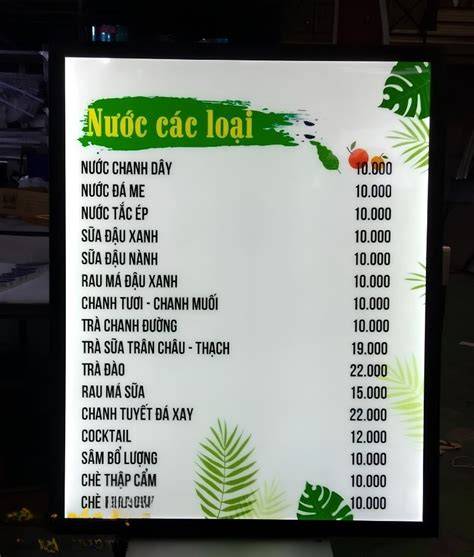 Nước các loại
NƯỚC CHANH DÂY 10.000
NƯỚC ĐÁ ME 10.000
NƯỚC TẮC ÉP 10.000
SỮA ĐẬU XANH 10.000
SỮA ĐẬU NÀNH 10.000
RAU MÁ ĐẬU XANH 10.000
CHANH TƯƠI - CHANH MUỐI 10.000
TRÀ CHANH ĐƯỜNG 10.000
TRÀ SỮA TRÂN CHÂU - THẠCH 19.000
TRÀ ĐÀO 22.000
RAU MÁ SỮA 15.000
CHANH TUYẾT ĐÁ XAY 22.000
COCKTAIL 12.000
SÂM BỔ LƯỢNG 10.000
CHÈ THẬP CẨM 10.000
CHÈ 10.000